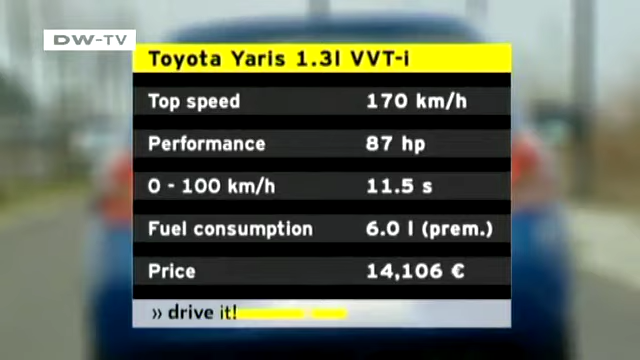 DW-TV
Toyota Yaris 1.3l VVT-i
Top speed 170 km/h
Performance 87 hp
0 - 100 km/h 11.5 s
Fuel consumption 6.0 l (prem.)
Price 14,106 €
» drive it!